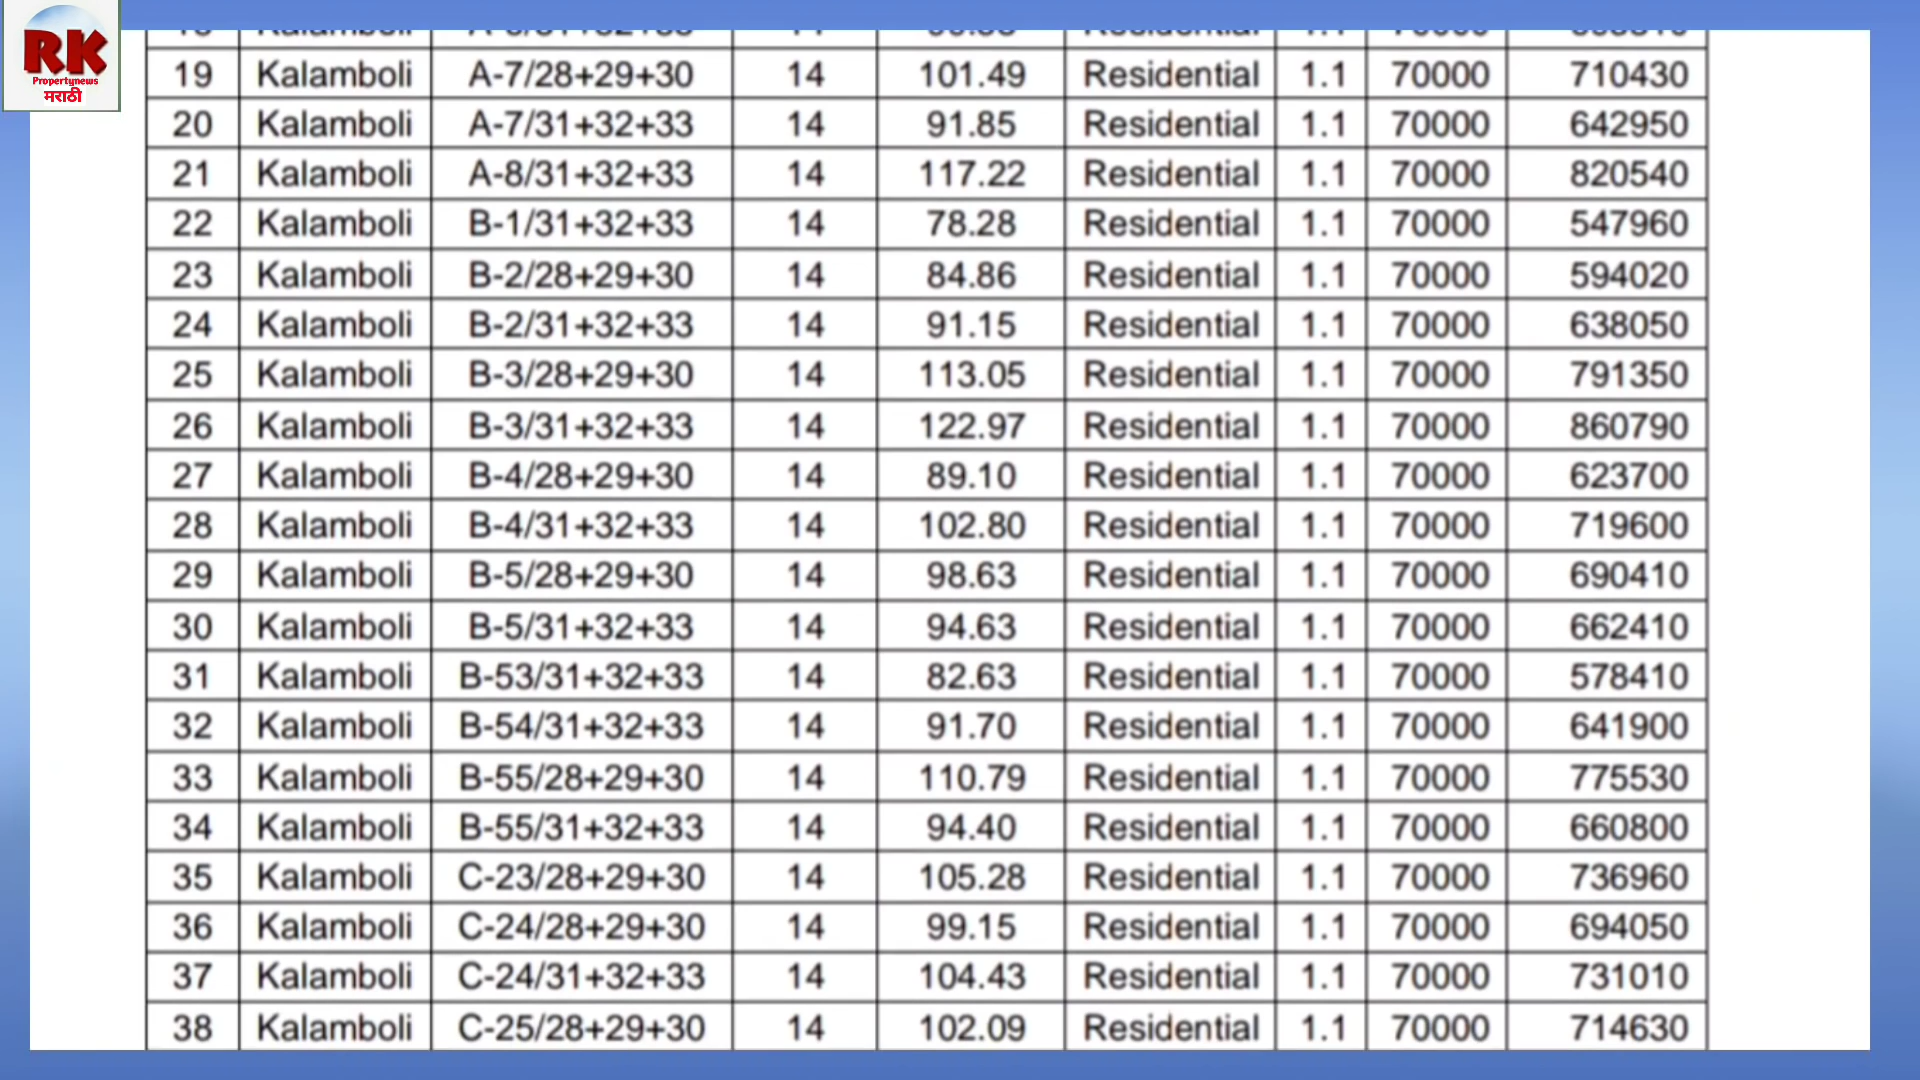 RK
Propertynews
मराठी
19 Kalamboli A-7/28+29+30 14 101.49 Residential 1.1 70000 710430
20 Kalamboli A-7/31+32+33 14 91.85 Residential 1.1 70000 642950
21 Kalamboli A-8/31+32+33 14 117.22 Residential 1.1 70000 820540
22 Kalamboli B-1/31+32+33 14 78.28 Residential 1.1 70000 547960
23 Kalamboli B-2/28+29+30 14 84.86 Residential 1.1 70000 594020
24 Kalamboli B-2/31+32+33 14 91.15 Residential 1.1 70000 638050
25 Kalamboli B-3/28+29+30 14 113.05 Residential 1.1 70000 791350
26 Kalamboli B-3/31+32+33 14 122.97 Residential 1.1 70000 860790
27 Kalamboli B-4/28+29+30 14 89.10 Residential 1.1 70000 623700
28 Kalamboli B-4/31+32+33 14 102.80 Residential 1.1 70000 719600
29 Kalamboli B-5/28+29+30 14 98.63 Residential 1.1 70000 690410
30 Kalamboli B-5/31+32+33 14 94.63 Residential 1.1 70000 662410
31 Kalamboli B-53/31+32+33 14 82.63 Residential 1.1 70000 578410
32 Kalamboli B-54/31+32+33 14 91.70 Residential 1.1 70000 641900
33 Kalamboli B-55/28+29+30 14 110.79 Residential 1.1 70000 775530
34 Kalamboli B-55/31+32+33 14 94.40 Residential 1.1 70000 660800
35 Kalamboli C-23/28+29+30 14 105.28 Residential 1.1 70000 736960
36 Kalamboli C-24/28+29+30 14 99.15 Residential 1.1 70000 694050
37 Kalamboli C-24/31+32+33 14 104.43 Residential 1.1 70000 731010
38 Kalamboli C-25/28+29+30 14 102.09 Residential 1.1 70000 714630